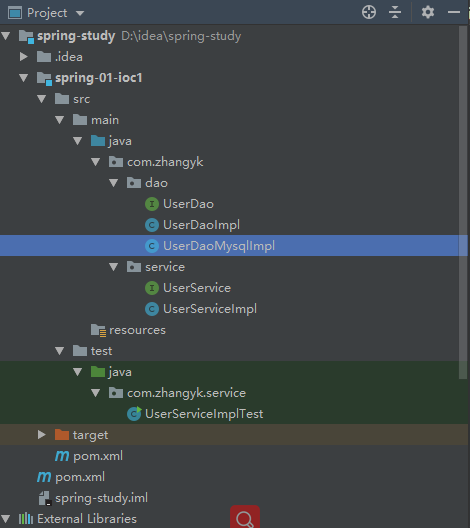 Project
spring-study D:\idea\spring-study
.idea
spring-01-ioc1
src
main
java
com.zhangyk
dao
UserDao
UserDaoImpl
UserDaoMysqlImpl
service
UserService
UserServiceImpl
resources
test
java
com.zhangyk.service
UserServiceImplTest
target
pom.xml
pom.xml
spring-study.iml
External Libraries